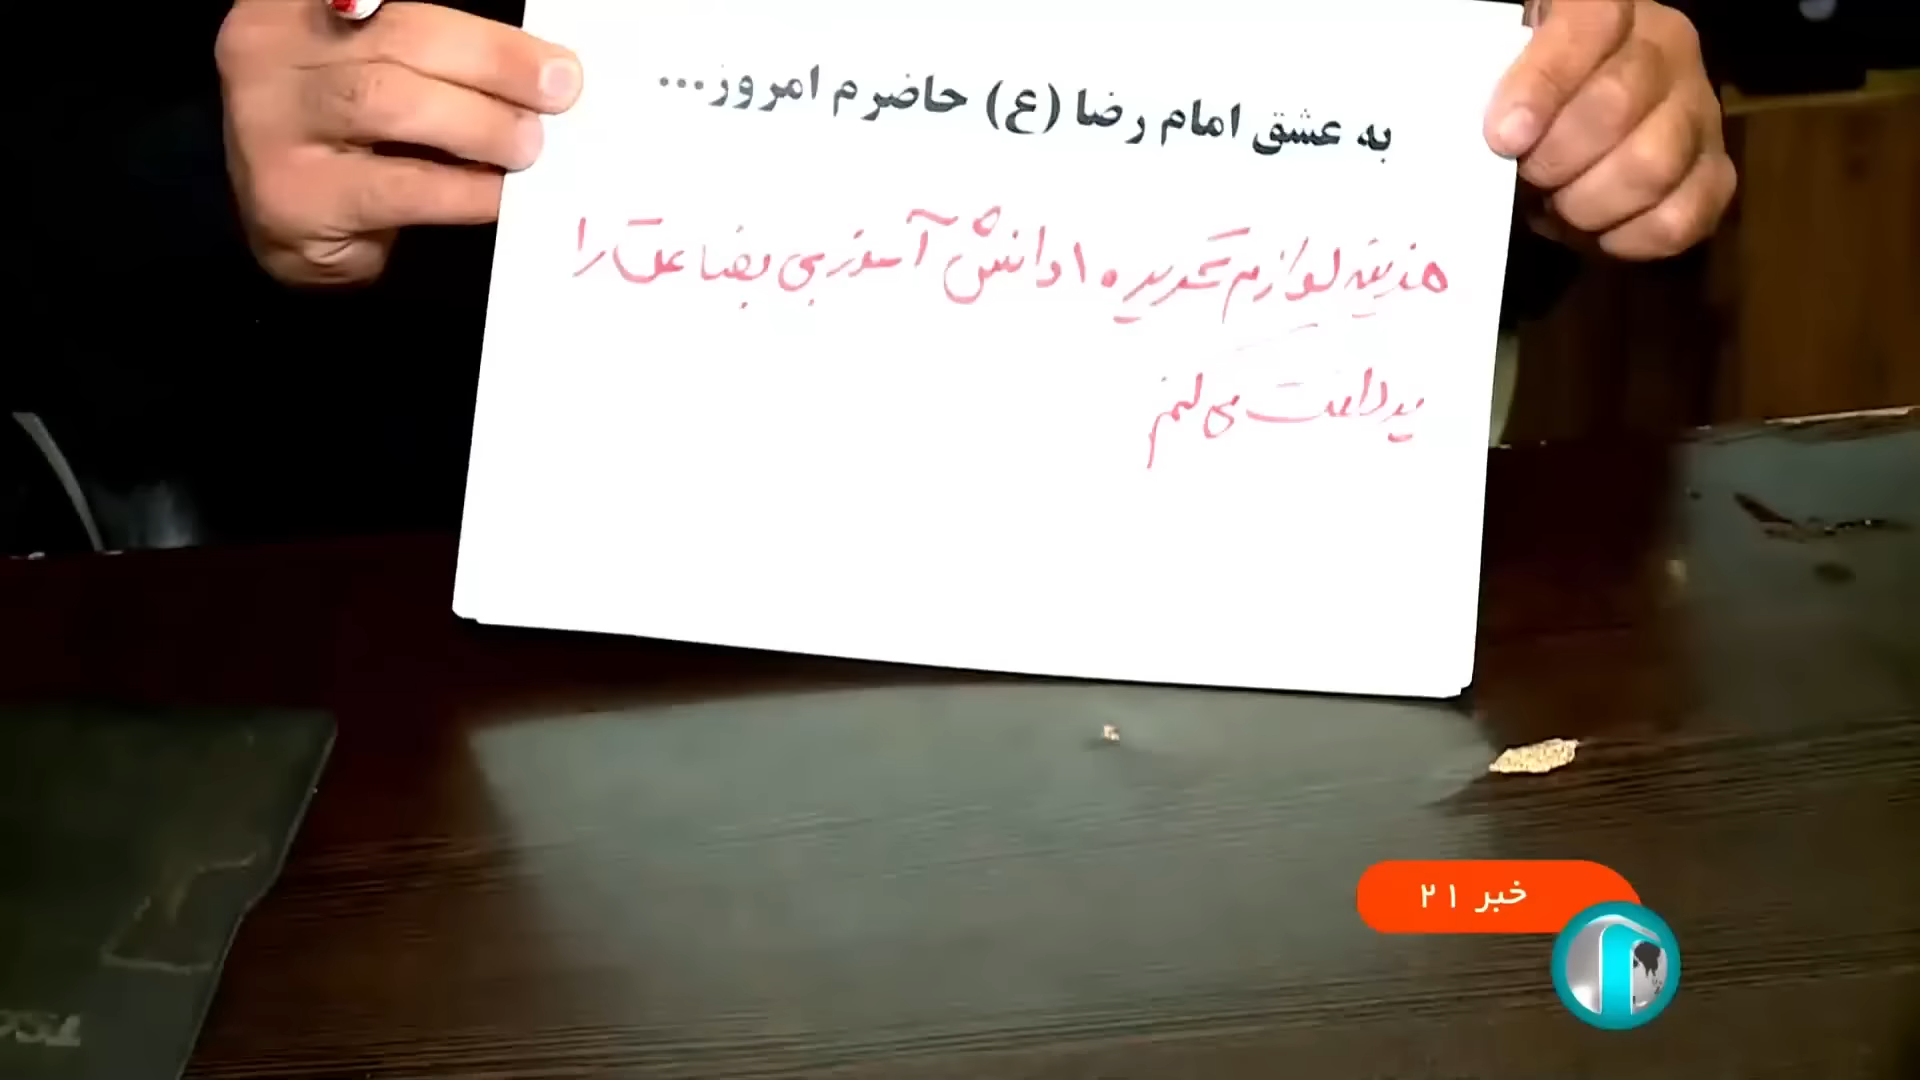 به عشق امام رضا (ع) حاضرم امروز...
هزینه لوازم تحریر ۱۰ دانش آموز بی بضاعت را
پرداخت می کنم
خبر ۲۱